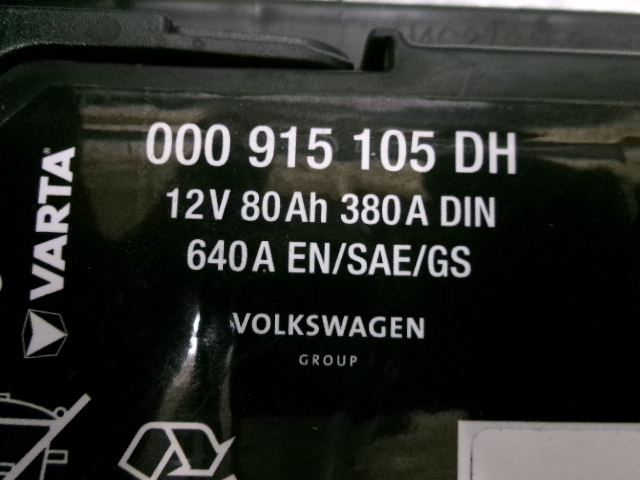 000 915 105 DH
12V 80Ah 380A DIN
640A EN/SAE/GS
VOLKSWAGEN
GROUP
VARTA